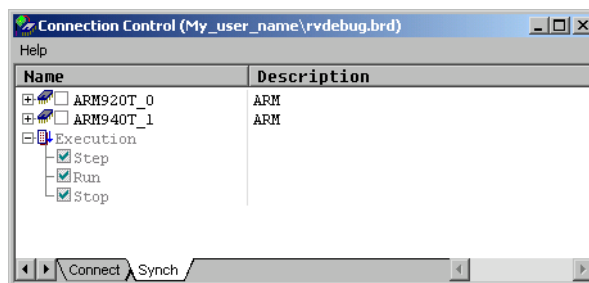 Connection Control (My_user_name\rvdebug.brd)
Help
Name Description
ARM920T_0 ARM
ARM940T_1 ARM
Execution
Step
Run
Stop
Connect Synch